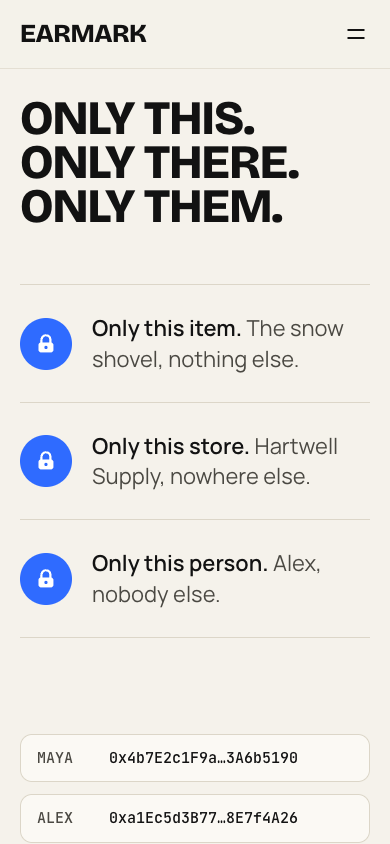 EARMARK
ONLY THIS.
ONLY THERE.
ONLY THEM.
Only this item. The snow
shovel, nothing else.
Only this store. Hartwell
Supply, nowhere else.
Only this person. Alex,
nobody else.
MAYA 0x4b7E2c1F9a…3A6b5190
ALEX 0xa1Ec5d3B77…8E7f4A26